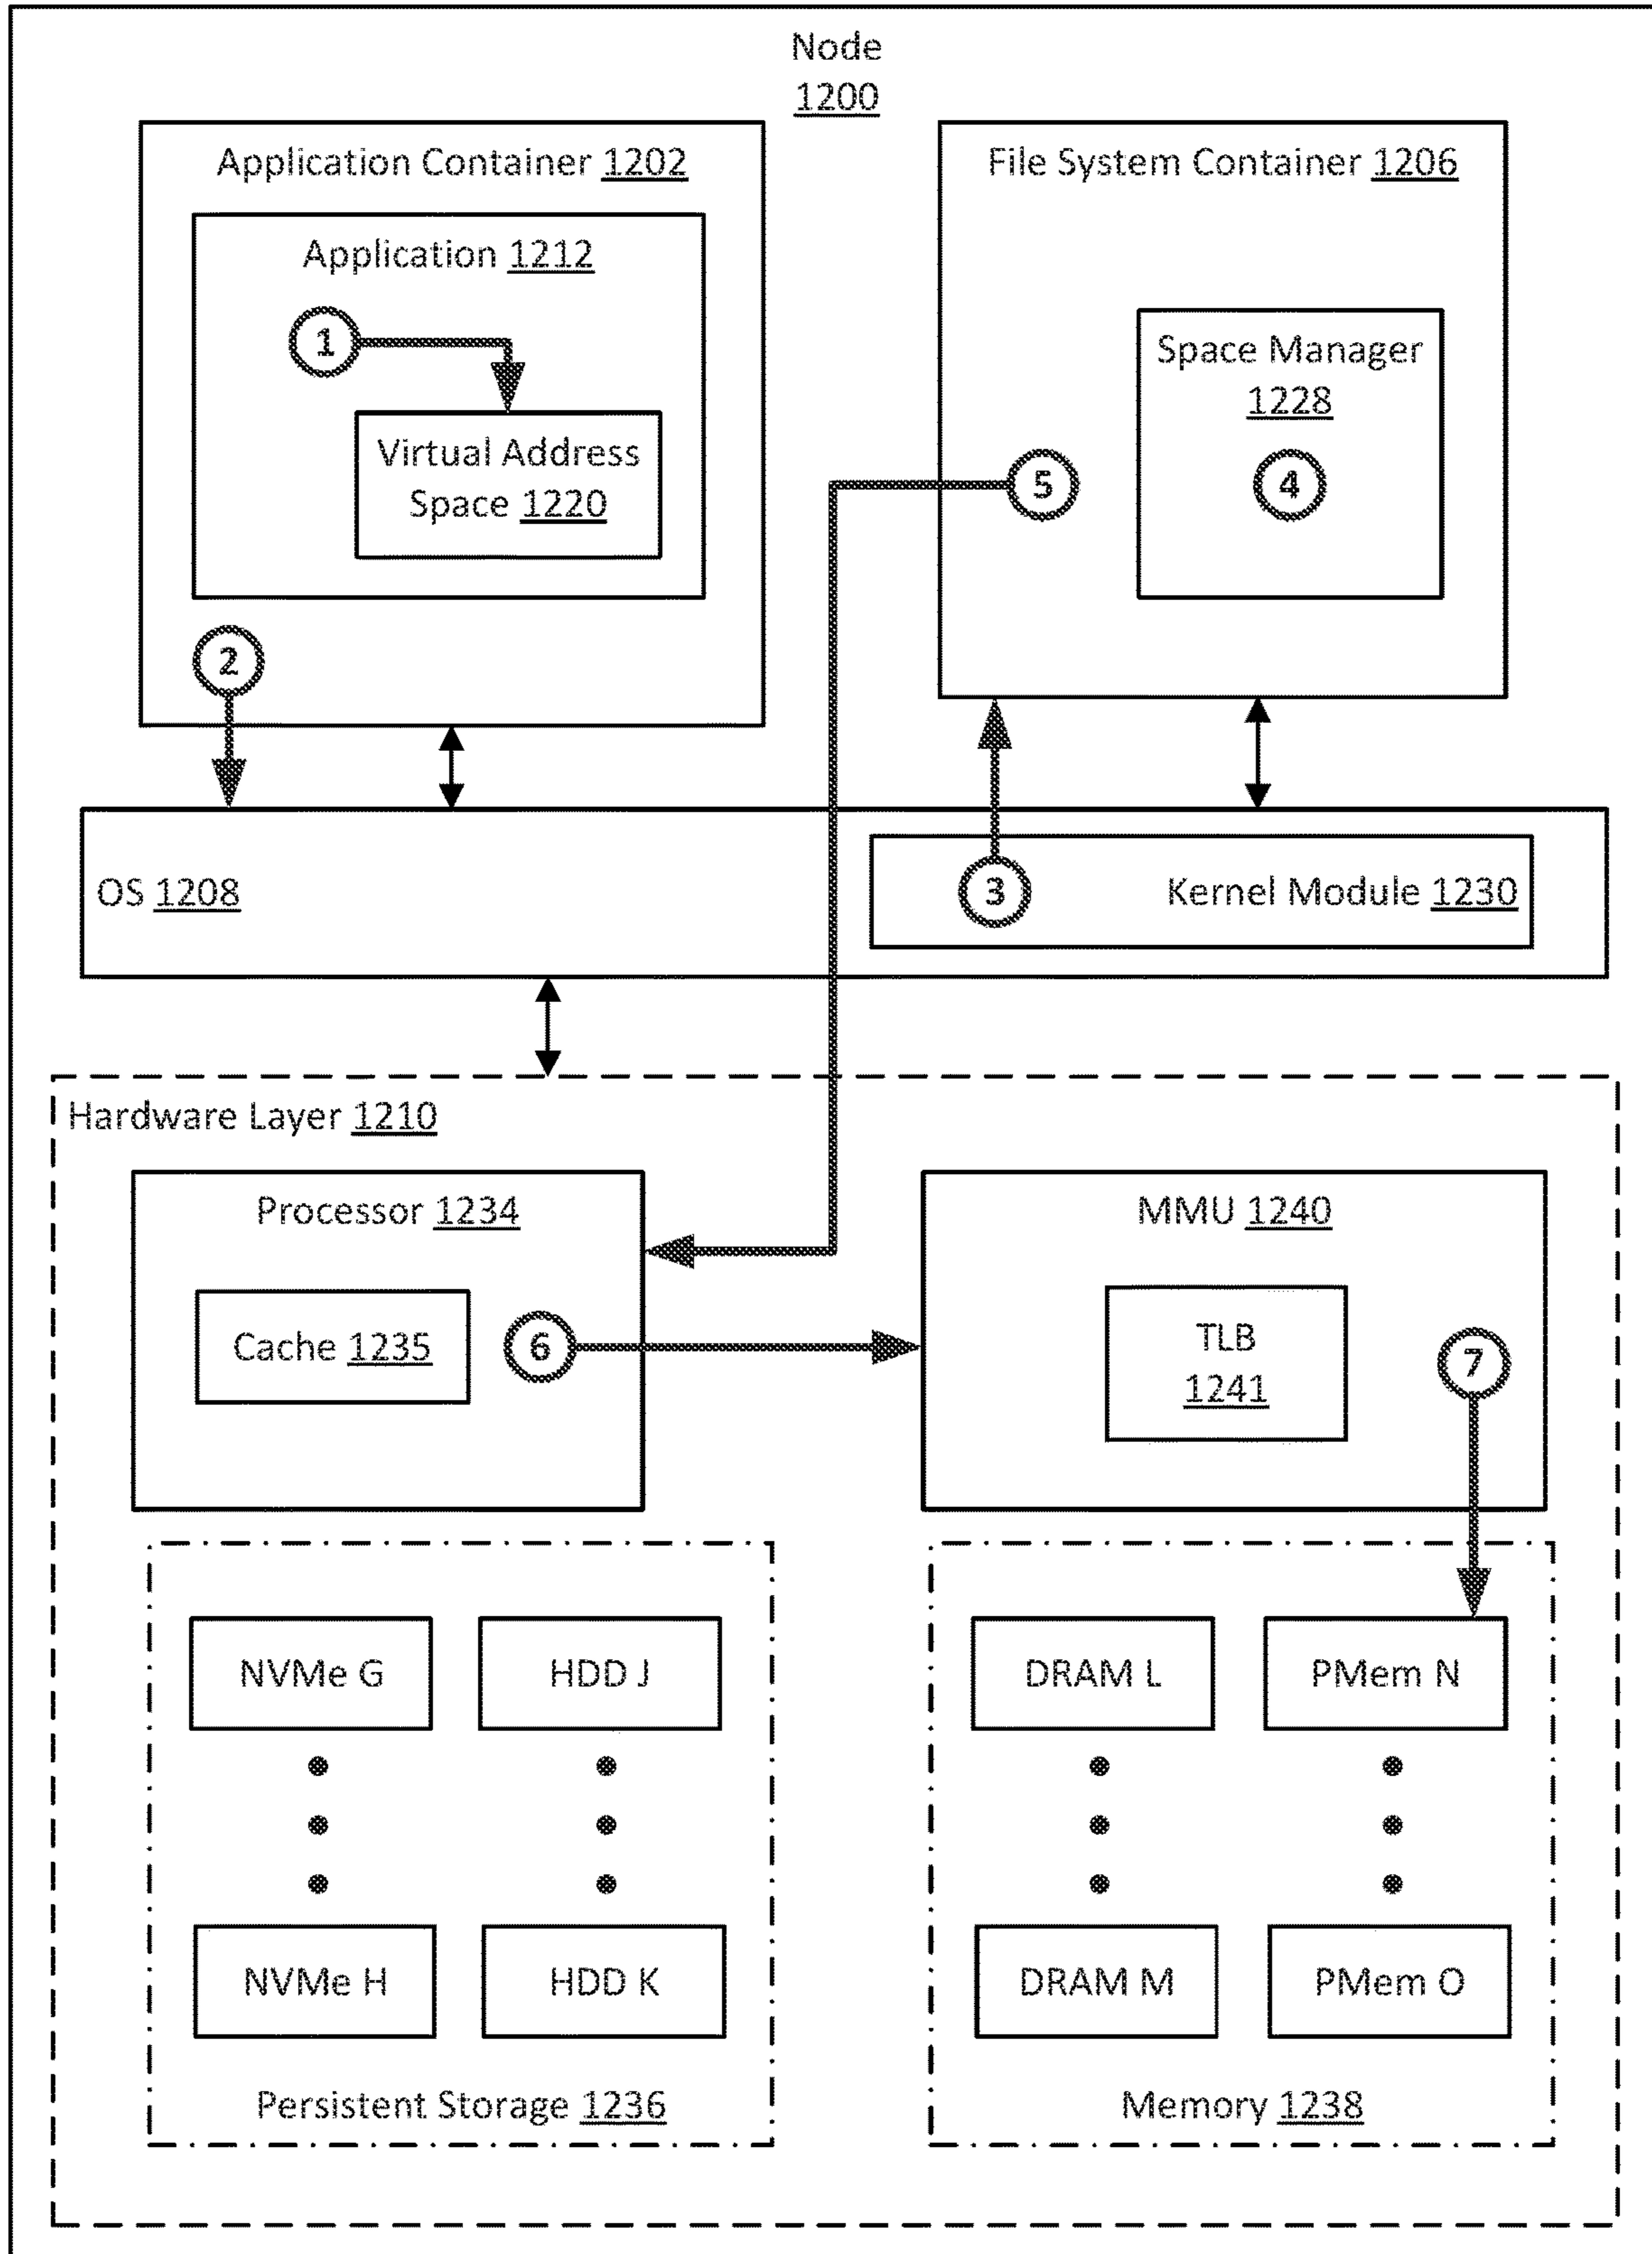 Node
1200
Application Container 1202
File System Container 1206
Application 1212
1
Virtual Address
Space 1220
2
Space Manager
1228
5
4
OS 1208
3
Kernel Module 1230
Hardware Layer 1210
Processor 1234
Cache 1235
6
MMU 1240
TLB
1241
7
NVMe G
HDD J
DRAM L
PMem N
NVMe H
HDD K
DRAM M
PMem O
Persistent Storage 1236
Memory 1238